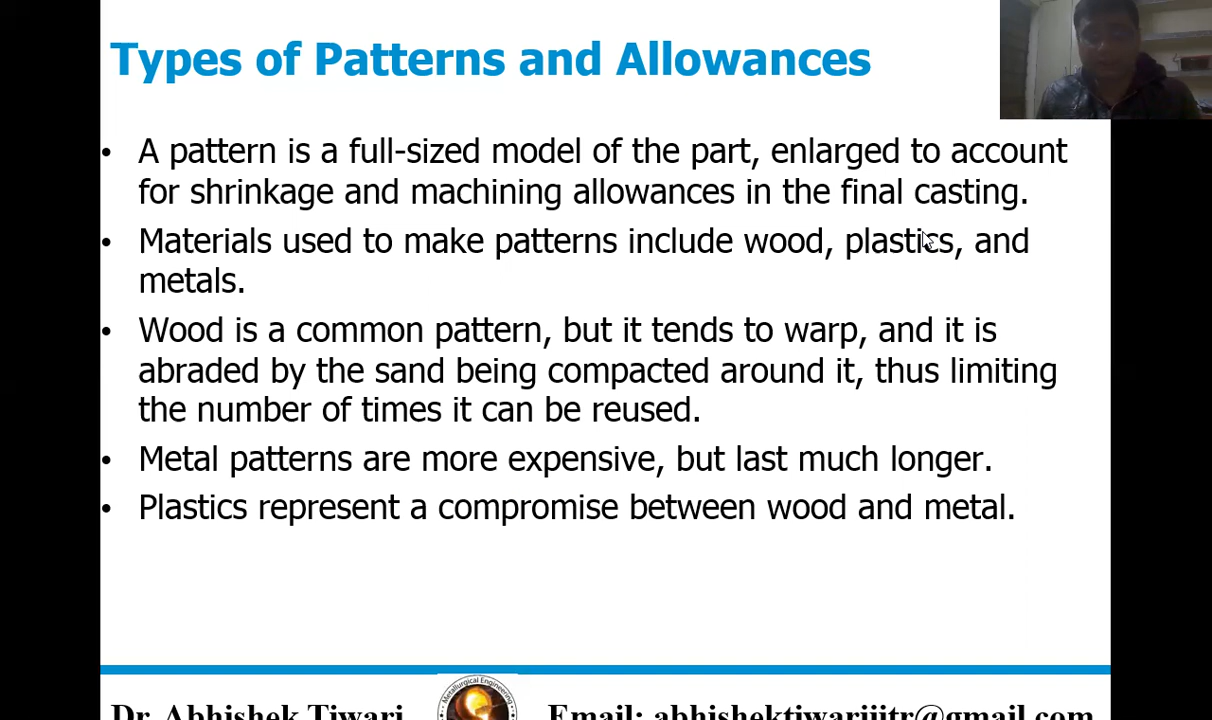 Types of Patterns and Allowances
• A pattern is a full-sized model of the part, enlarged to account
for shrinkage and machining allowances in the final casting.
• Materials used to make patterns include wood, plastics, and
metals.
• Wood is a common pattern, but it tends to warp, and it is
abraded by the sand being compacted around it, thus limiting
the number of times it can be reused.
• Metal patterns are more expensive, but last much longer.
• Plastics represent a compromise between wood and metal.
Metallurgical Engineering
Dr. Abhishek Tiwari
Email: abhishektiwariiitr@gmail.com